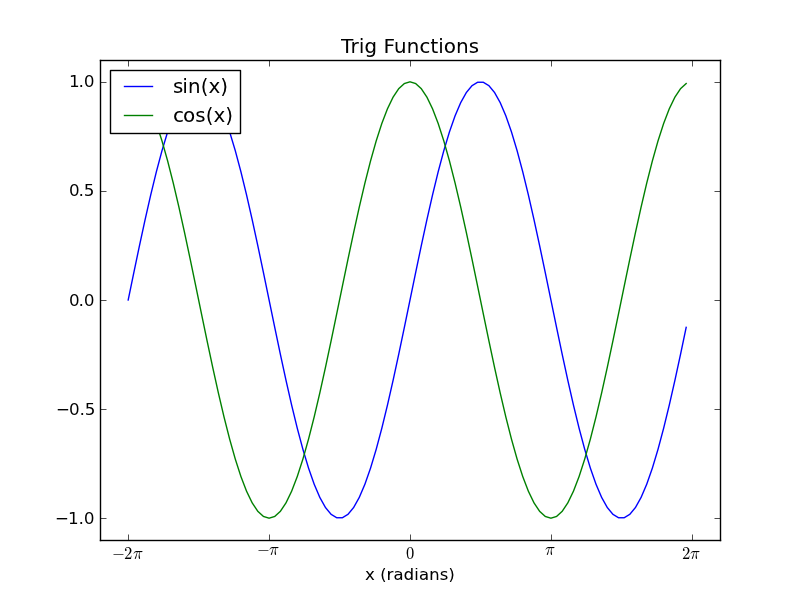 Trig Functions
sin(x)
cos(x)
1.0
0.5
0.0
−0.5
−1.0
−2π −π 0 π 2π
x (radians)